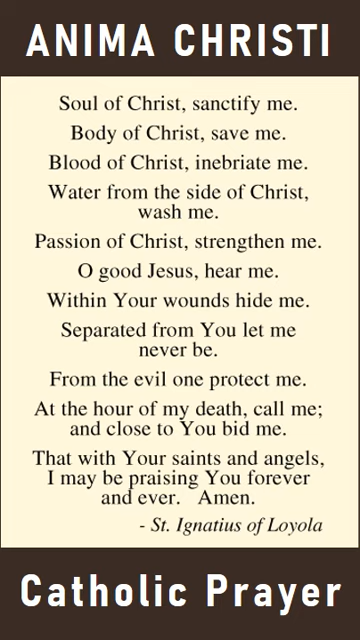 ANIMA CHRISTI
Soul of Christ, sanctify me.
Body of Christ, save me.
Blood of Christ, inebriate me.
Water from the side of Christ,
wash me.
Passion of Christ, strengthen me.
O good Jesus, hear me.
Within Your wounds hide me.
Separated from You let me
never be.
From the evil one protect me.
At the hour of my death, call me;
and close to You bid me.
That with Your saints and angels,
I may be praising You forever
and ever. Amen.
- St. Ignatius of Loyola
Catholic Prayer